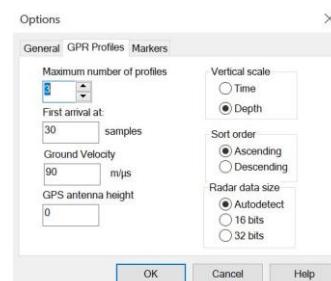 Options
General GPR Profiles Markers
Maximum number of profiles
3
First arrival at:
30 samples
Ground Velocity
90 m/µs
GPS antenna height
0
Vertical scale
Time
Depth
Sort order
Ascending
Descending
Radar data size
Autodetect
16 bits
32 bits
OK Cancel Help